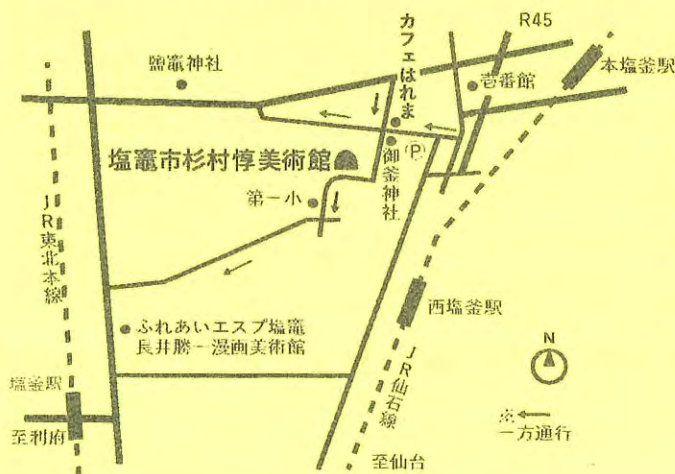 R45
カフェはれま
本塩釜駅
鹽竈神社
壱番館
塩竈市杉村惇美術館
P
御釜神社
第一小
JR東北本線
西塩釜駅
ふれあいエスプ塩竈
長井勝一漫画美術館
JR仙石線
N
塩釜駅
※
一方通行
至利府
至仙台